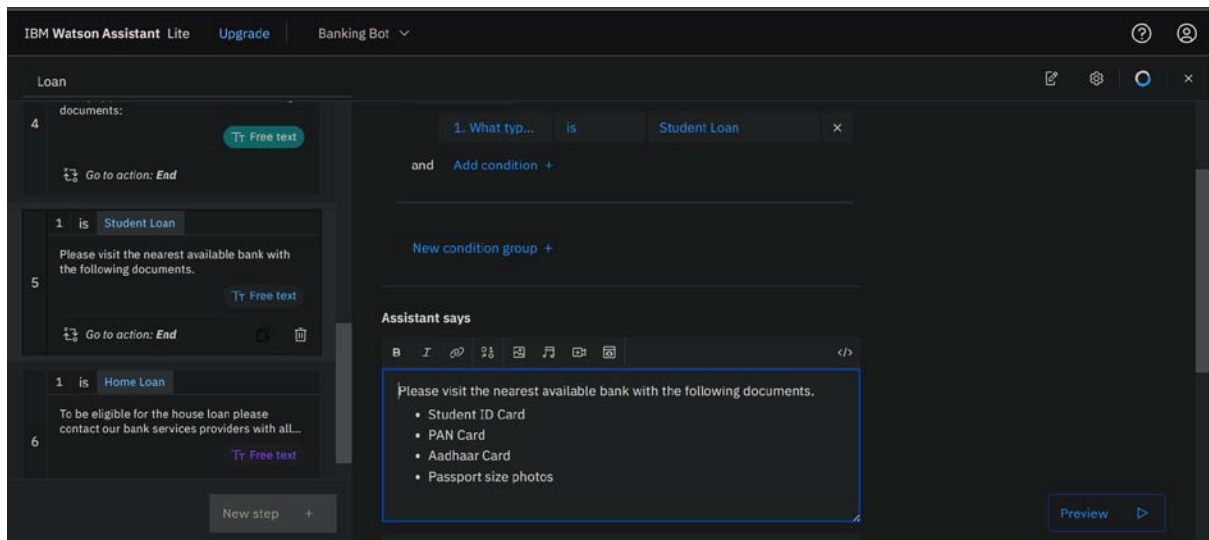 IBM Watson Assistant Lite Upgrade Banking Bot
Loan
documents:
4
Free text
Go to action: End
1 is Student Loan
Please visit the nearest available bank with
the following documents.
5
Free text
Go to action: End
1 is Home Loan
To be eligible for the house loan please
contact our bank services providers with all...
6
Free text
New step +
1. What typ... is Student Loan
and Add condition +
New condition group +
Assistant says
B I </>
Please visit the nearest available bank with the following documents.
• Student ID Card
• PAN Card
• Aadhaar Card
• Passport size photos
Preview